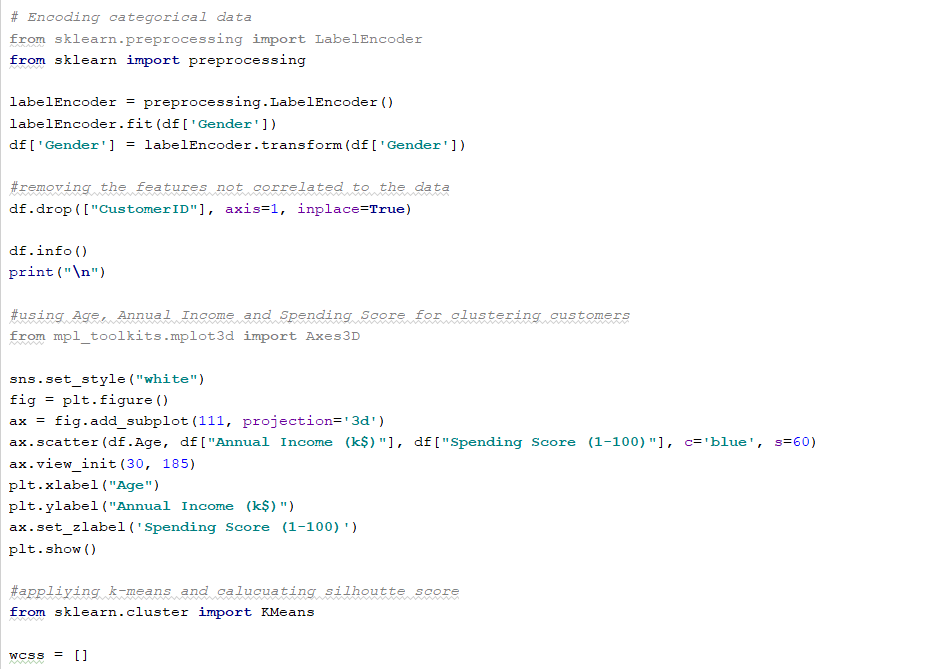 # Encoding categorical data
from sklearn.preprocessing import LabelEncoder
from sklearn import preprocessing
labelEncoder = preprocessing.LabelEncoder()
labelEncoder.fit(df['Gender'])
df['Gender'] = labelEncoder.transform(df['Gender'])
#removing the features not correlated to the data
df.drop(["CustomerID"], axis=1, inplace=True)
df.info()
print("\n")
#using Age, Annual Income and Spending Score for clustering customers
from mpl_toolkits.mplot3d import Axes3D
sns.set_style("white")
fig = plt.figure()
ax = fig.add_subplot(111, projection='3d')
ax.scatter(df.Age, df["Annual Income (k$)"], df["Spending Score (1-100)"], c='blue', s=60)
ax.view_init(30, 185)
plt.xlabel("Age")
plt.ylabel("Annual Income (k$)")
ax.set_zlabel('Spending Score (1-100)')
plt.show()
#appliying k-means and calucuating silhoutte score
from sklearn.cluster import KMeans
wcss = []